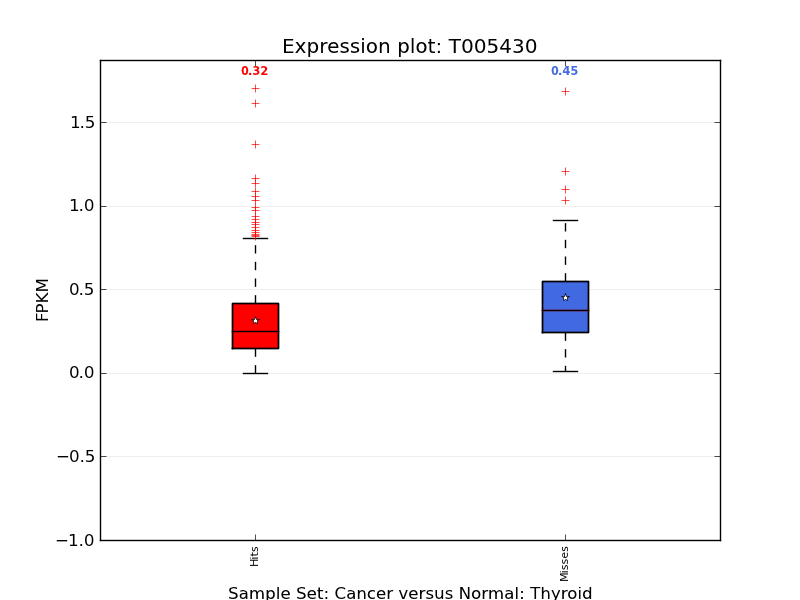 Expression plot: T005430
0.32
0.45
1.5
1.0
0.5
0.0
−0.5
−1.0
FPKM
Hits
Misses
Sample Set: Cancer versus Normal: Thyroid